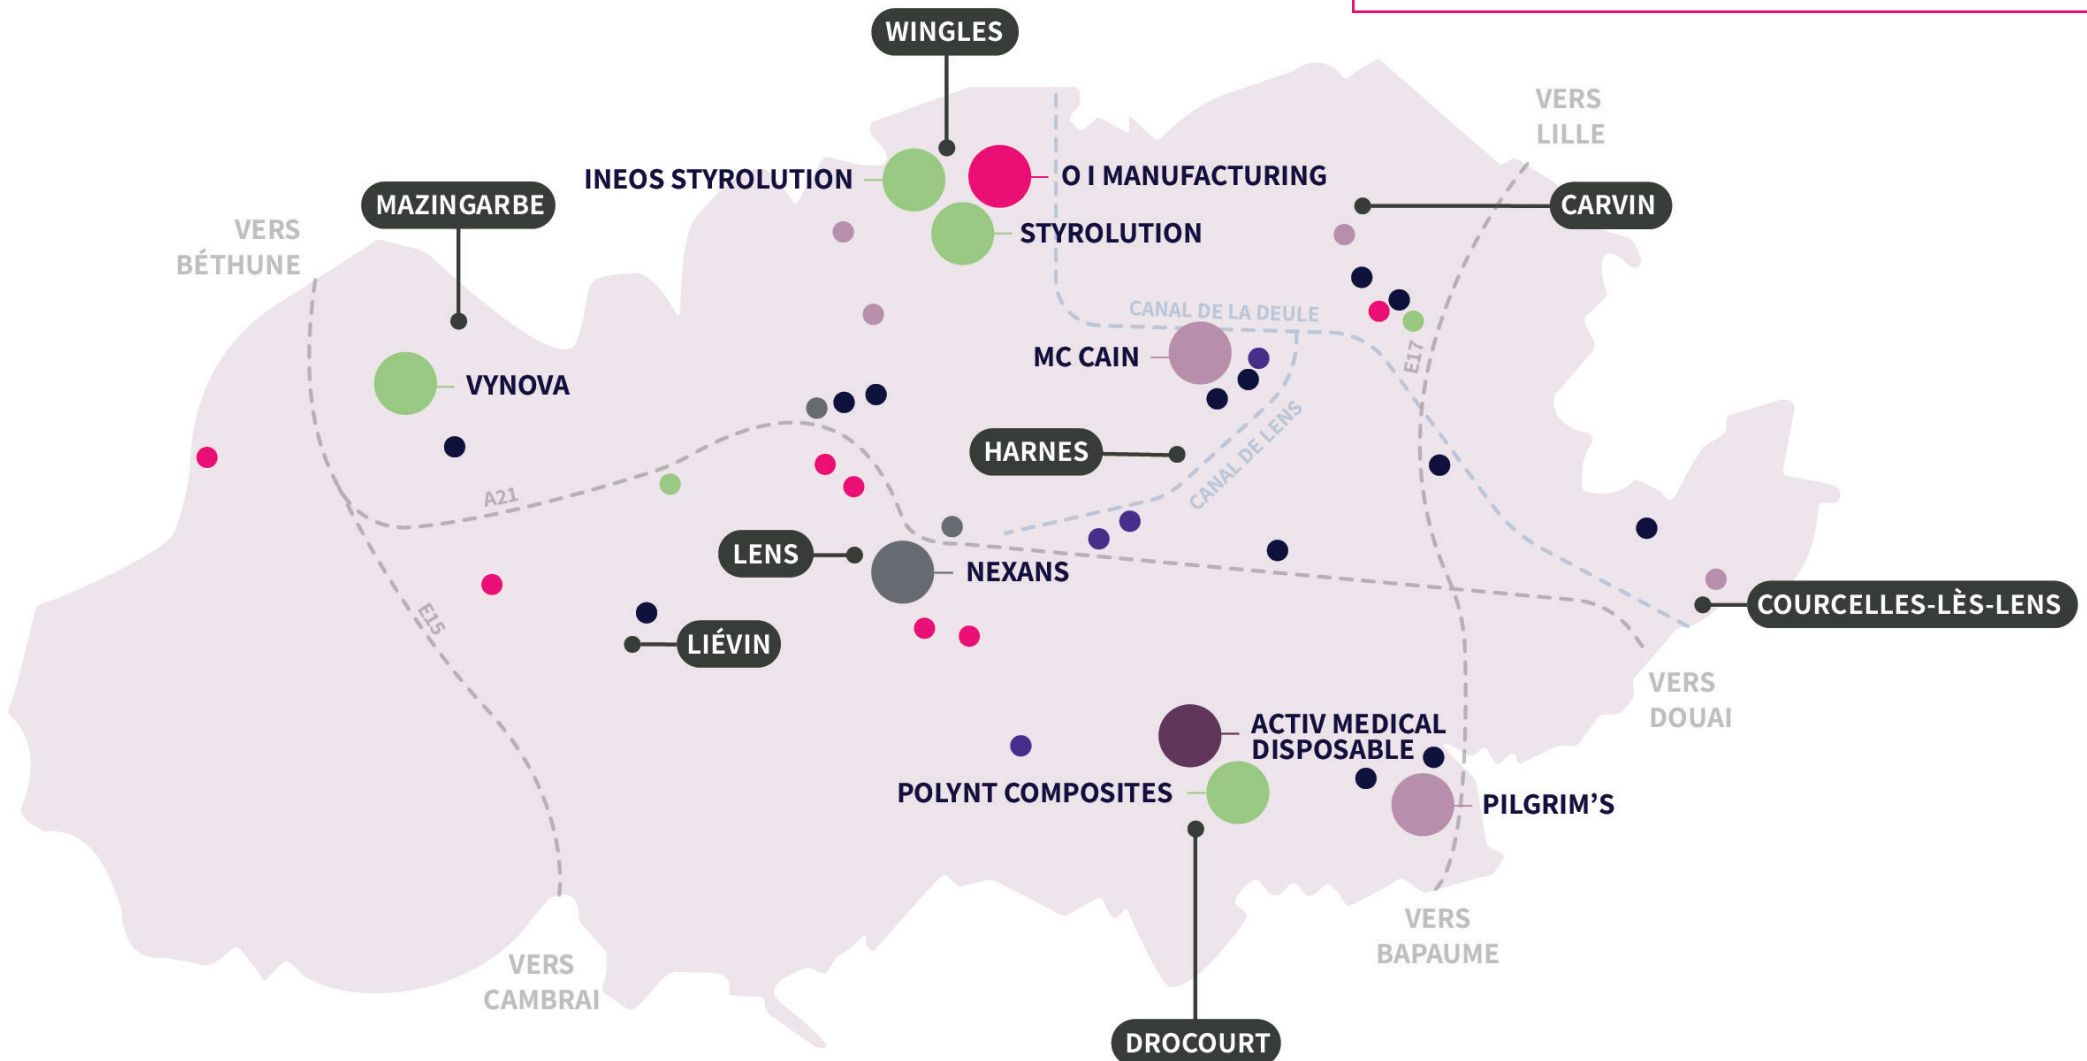 WINGLES
VERS
LILLE
INEOS STYROLUTION
O I MANUFACTURING
MAZINGARBE
CARVIN
VERS
BÉTHUNE
STYROLUTION
CANAL DE LA DEULE
MC CAIN
E17
VYNOVA
HARNES
CANAL DE LENS
A21
LENS
NEXANS
COURCELLES-LÈS-LENS
E15
LIÉVIN
VERS
DOUAI
ACTIV MEDICAL
DISPOSABLE
POLYNT COMPOSITES
PILGRIM’S
VERS
BAPAUME
VERS
CAMBRAI
DROCOURT